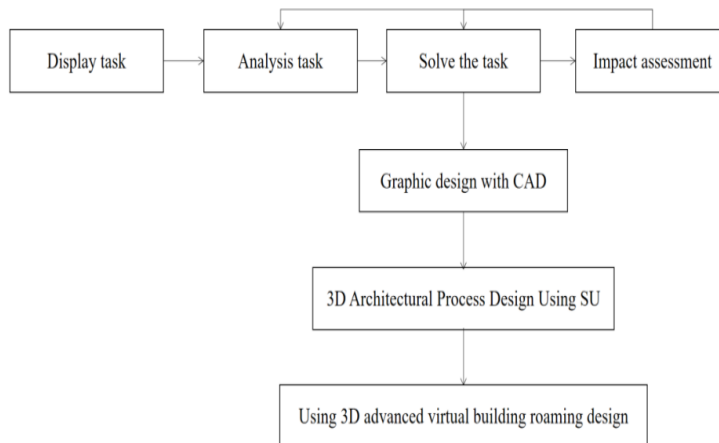 Display task
Analysis task
Solve the task
Impact assessment
Graphic design with CAD
3D Architectural Process Design Using SU
Using 3D advanced virtual building roaming design